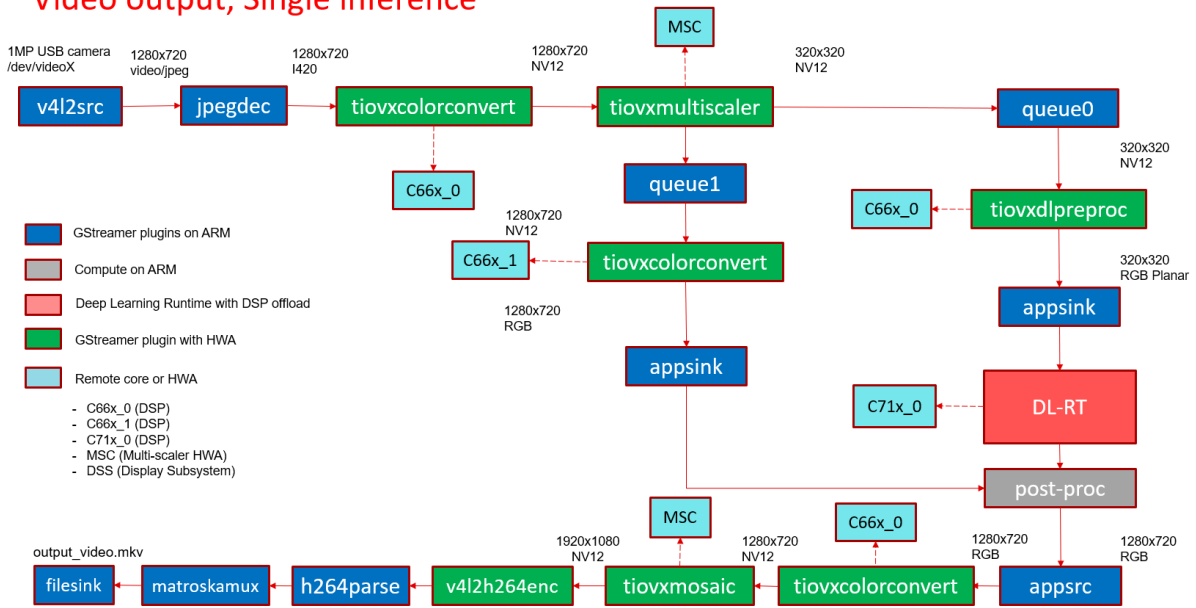 Video output, Single Inference
1MP USB camera
/dev/videoX
1280x720
video/jpeg
1280x720
I420
1280x720
NV12
MSC
320x320
NV12
v4l2src
jpegdec
tiovxcolorconvert
tiovxmultiscaler
queue0
C66x_0
queue1
320x320
NV12
C66x_0
tiovxdlpreproc
1280x720
NV12
C66x_1
tiovxcolorconvert
320x320
RGB Planar
1280x720
RGB
appsink
appsink
GStreamer plugins on ARM
Compute on ARM
Deep Learning Runtime with DSP offload
GStreamer plugin with HWA
Remote core or HWA
- C66x_0 (DSP)
- C66x_1 (DSP)
- C71x_0 (DSP)
- MSC (Multi-scaler HWA)
- DSS (Display Subsystem)
C71x_0
DL-RT
post-proc
MSC
C66x_0
output_video.mkv
1920x1080
NV12
1280x720
NV12
1280x720
RGB
1280x720
RGB
filesink
matroskamux
h264parse
v4l2h264enc
tiovxmosaic
tiovxcolorconvert
appsrc